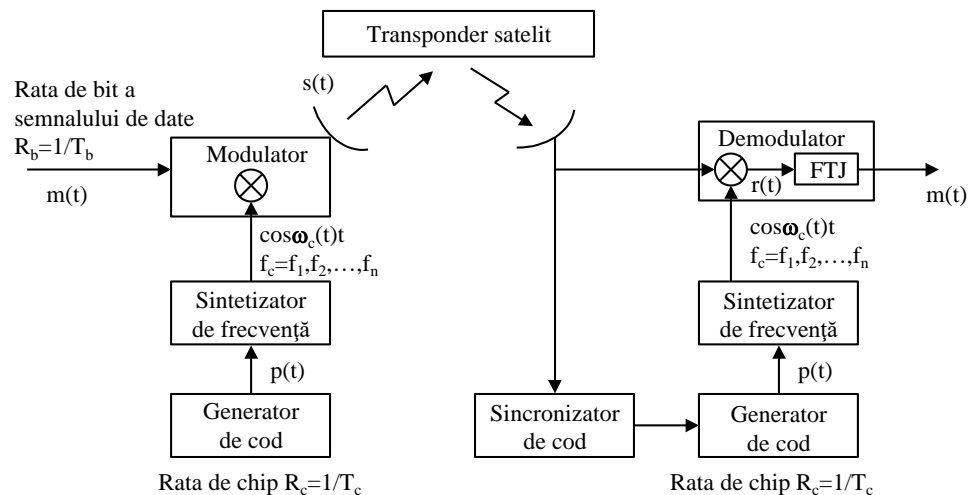 Transponder satelit
s(t)
Rata de bit a
semnalului de date
R_b=1/T_b
m(t)
Modulator
cosω_c(t)t
f_c=f_1,f_2,…,f_n
Sintetizator
de frecvenţă
p(t)
Generator
de cod
Rata de chip R_c=1/T_c
Demodulator
r(t)
FTJ
m(t)
cosω_c(t)t
f_c=f_1,f_2,…,f_n
Sintetizator
de frecvenţă
p(t)
Sincronizator
de cod
Generator
de cod
Rata de chip R_c=1/T_c